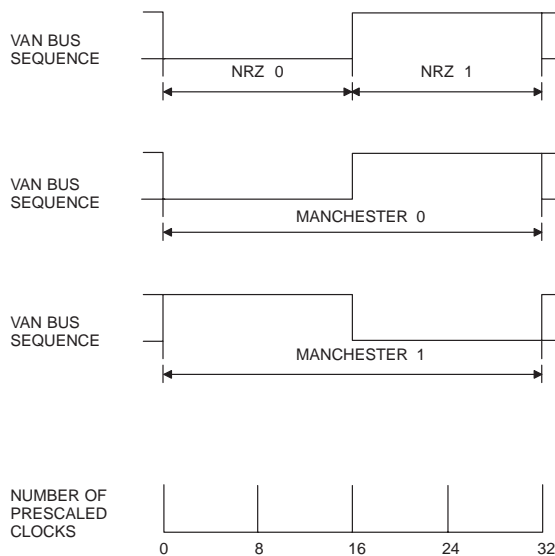 VAN BUS
SEQUENCE
NRZ 0
NRZ 1
VAN BUS
SEQUENCE
MANCHESTER 0
VAN BUS
SEQUENCE
MANCHESTER 1
NUMBER OF
PRESCALED
CLOCKS
0 8 16 24 32